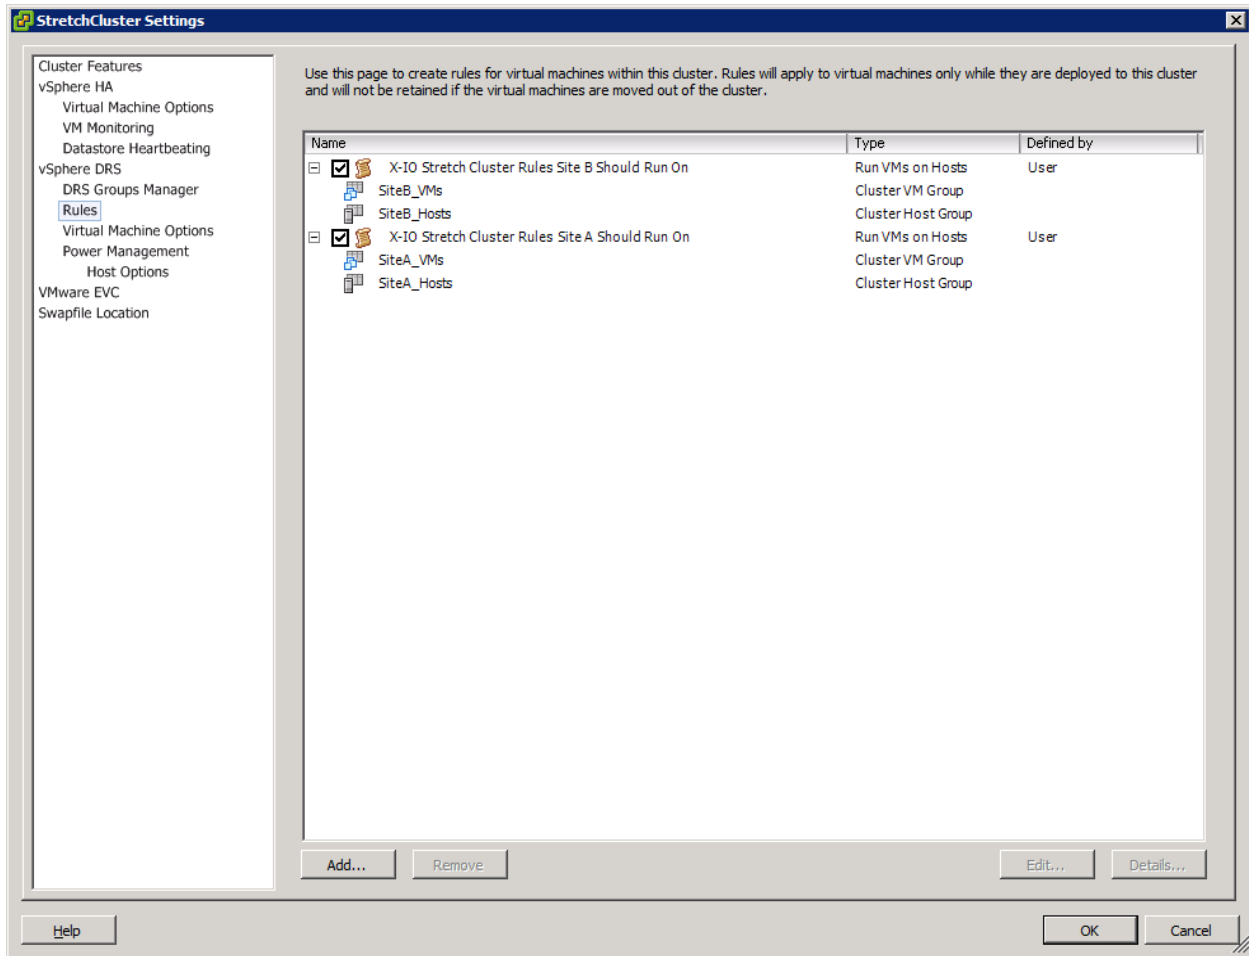 StretchCluster Settings
Cluster Features
vSphere HA
Virtual Machine Options
VM Monitoring
Datastore Heartbeating
vSphere DRS
DRS Groups Manager
Rules
Virtual Machine Options
Power Management
Host Options
VMware EVC
Swapfile Location
Use this page to create rules for virtual machines within this cluster. Rules will apply to virtual machines only while they are deployed to this cluster
and will not be retained if the virtual machines are moved out of the cluster.
Name Type Defined by
X-IO Stretch Cluster Rules Site B Should Run On Run VMs on Hosts User
SiteB_VMs Cluster VM Group
SiteB_Hosts Cluster Host Group
X-IO Stretch Cluster Rules Site A Should Run On Run VMs on Hosts User
SiteA_VMs Cluster VM Group
SiteA_Hosts Cluster Host Group
Add... Remove Edit... Details...
Help OK Cancel